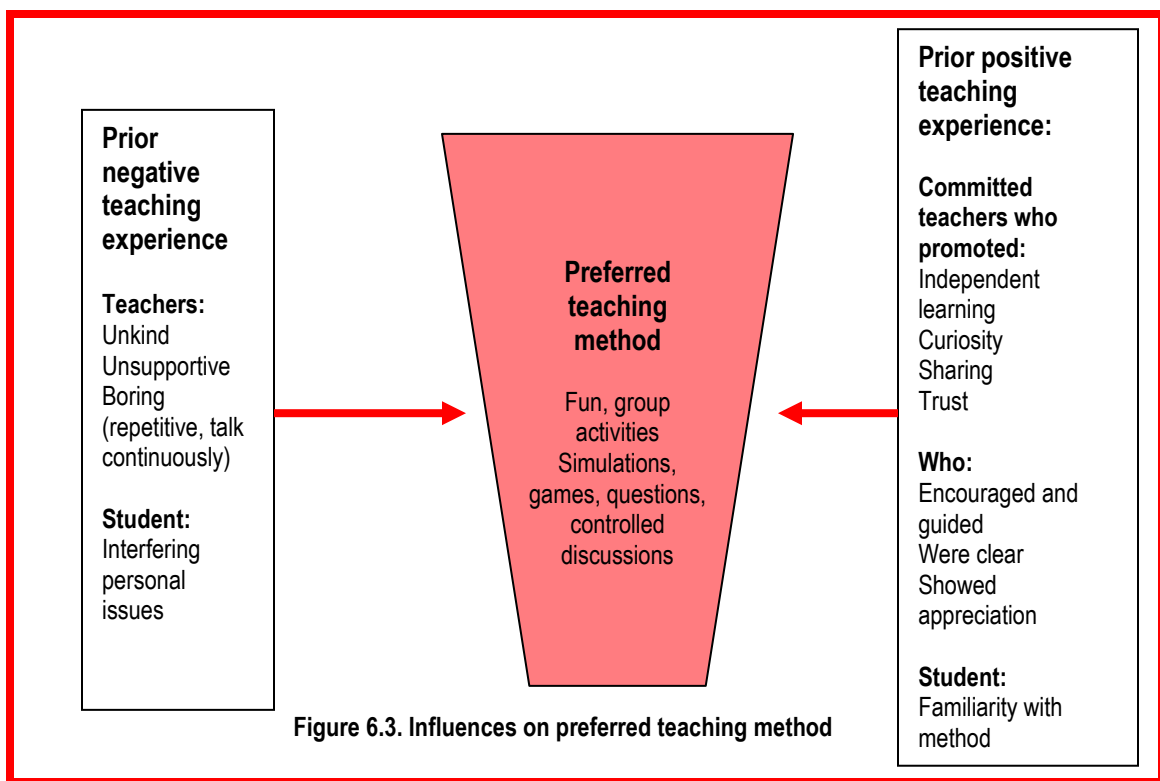 Prior
negative
teaching
experience
Teachers:
Unkind
Unsupportive
Boring
(repetitive, talk
continuously)
Student:
Interfering
personal
issues
Preferred
teaching
method
Fun, group
activities
Simulations,
games, questions,
controlled
discussions
Prior positive
teaching
experience:
Committed
teachers who
promoted:
Independent
learning
Curiosity
Sharing
Trust
Who:
Encouraged and
guided
Were clear
Showed
appreciation
Student:
Familiarity with
method
Figure 6.3. Influences on preferred teaching method